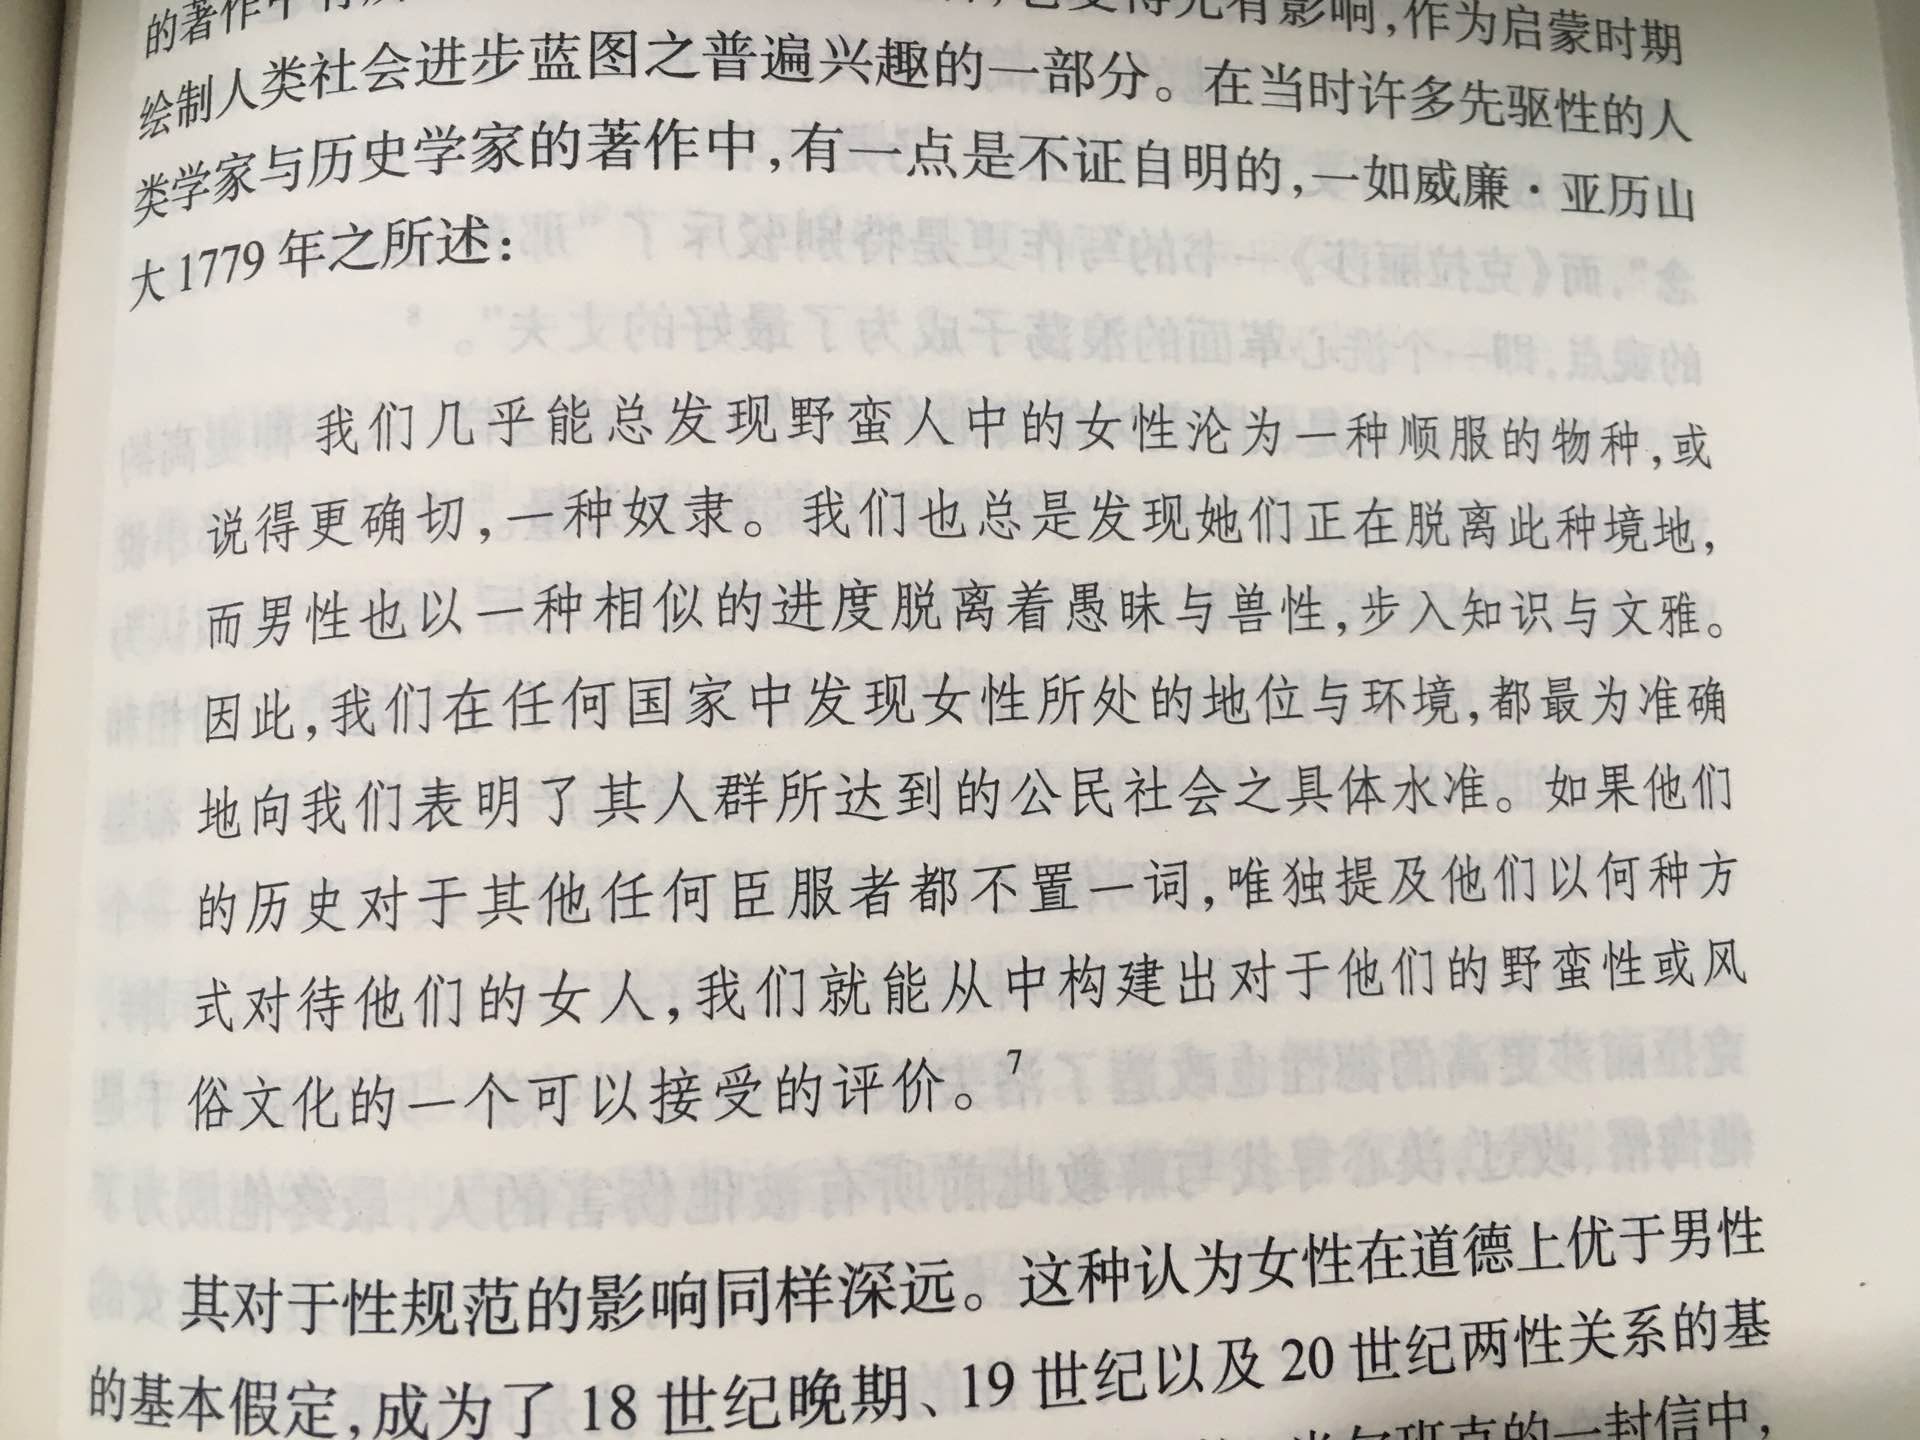 的著作中
有影响,作为启蒙时期
绘制人类社会进步蓝图之普遍兴趣的一部分。在当时许多先驱性的人
类学家与历史学家的著作中,有一点是不证自明的,一如威廉·亚历山
大1779年之所述:
我们几乎能总发现野蛮人中的女性沦为一种顺服的物种,或
说得更确切,一种奴隶。我们也总是发现她们正在脱离此种境地,
而男性也以一种相似的进度脱离着愚昧与兽性,步入知识与文雅。
因此,我们在任何国家中发现女性所处的地位与环境,都最为准确
地向我们表明了其人群所达到的公民社会之具体水准。如果他们
的历史对于其他任何臣服者都不置一词,唯独提及他们以何种方
式对待他们的女人,我们就能从中构建出对于他们的野蛮性或风
俗文化的一个可以接受的评价。7
其对于性规范的影响同样深远。这种认为女性在道德上优于男性
的基本假定,成为了18世纪晚期、19世纪以及20世纪两性关系的基
的一封信中,